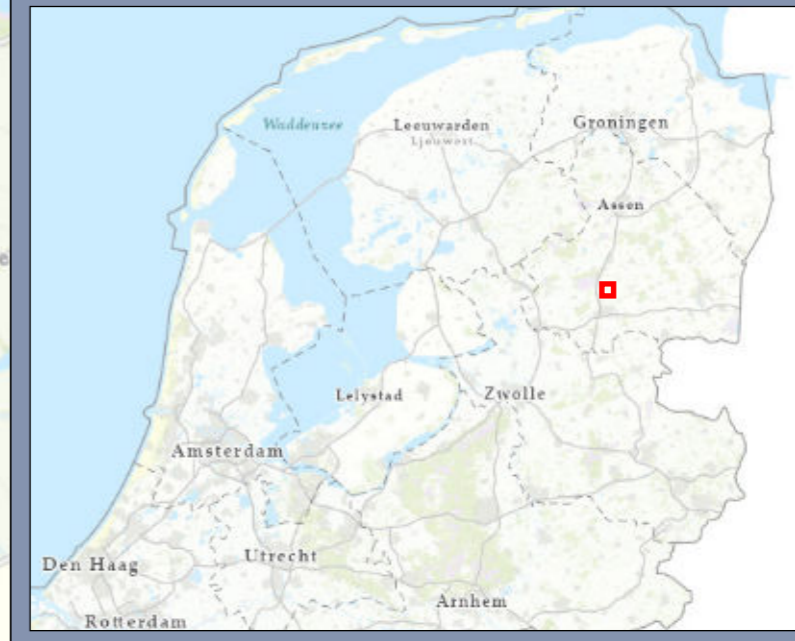 Waddenzee
Leeuwarden
Ljouwert
Groningen
Assen
Lelystad
Zwolle
Amsterdam
Utrecht
Den Haag
Arnhem
Rotterdam